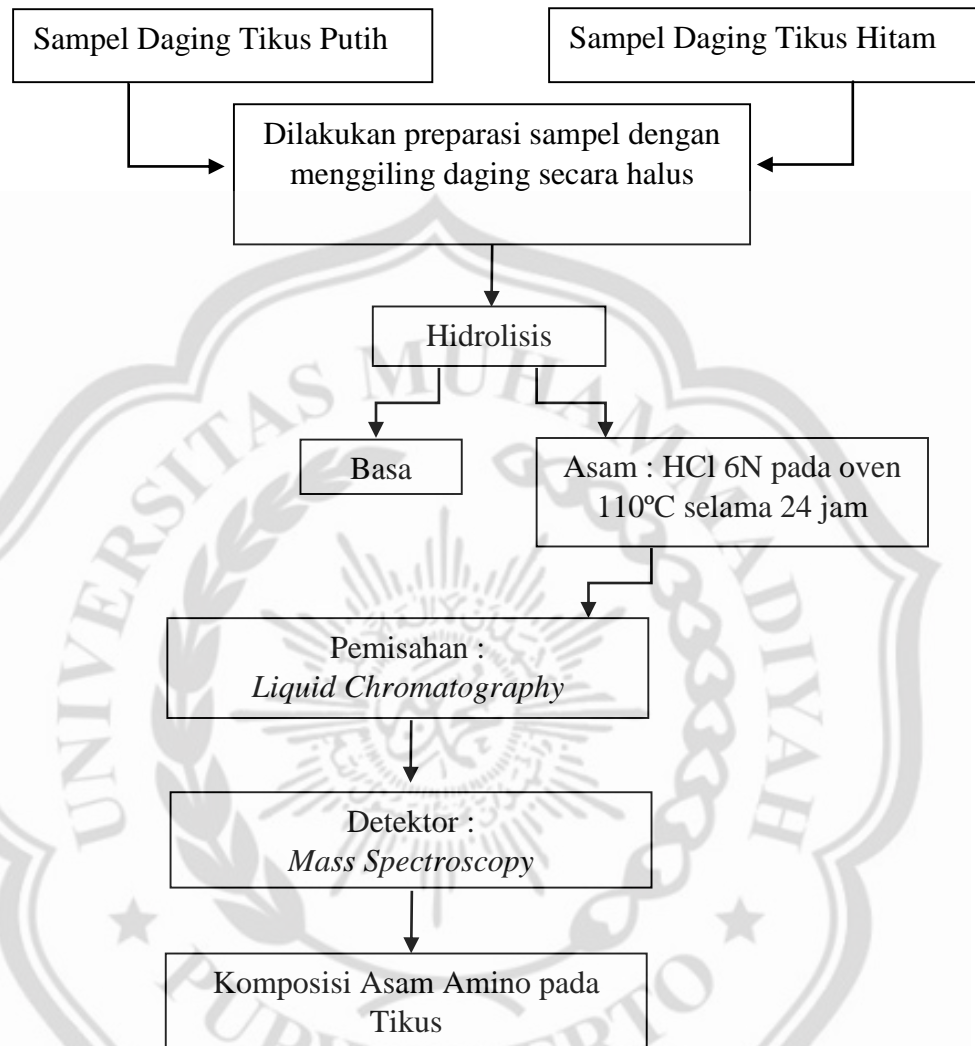 Sampel Daging Tikus Putih
Sampel Daging Tikus Hitam
Dilakukan preparasi sampel dengan
menggiling daging secara halus
Hidrolisis
Basa
Asam : HCl 6N pada oven
110ºC selama 24 jam
Pemisahan :
Liquid Chromatography
Detektor :
Mass Spectroscopy
Komposisi Asam Amino pada
Tikus
UNIVERSITAS MUHAMMADIYAH